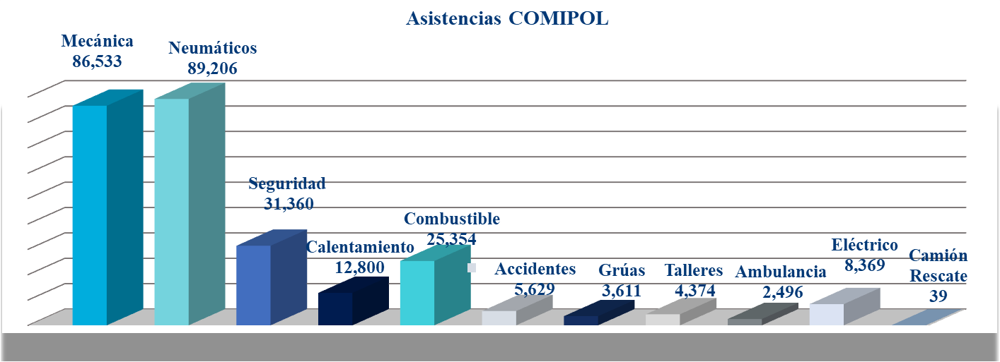 Asistencias COMIPOL
Mecánica
86,533
Neumáticos
89,206
Seguridad
31,360
Calentamiento
12,800
Combustible
25,354
Accidentes
5,629
Grúas
3,611
Talleres
4,374
Ambulancia
2,496
Eléctrico
8,369
Camión
Rescate
39